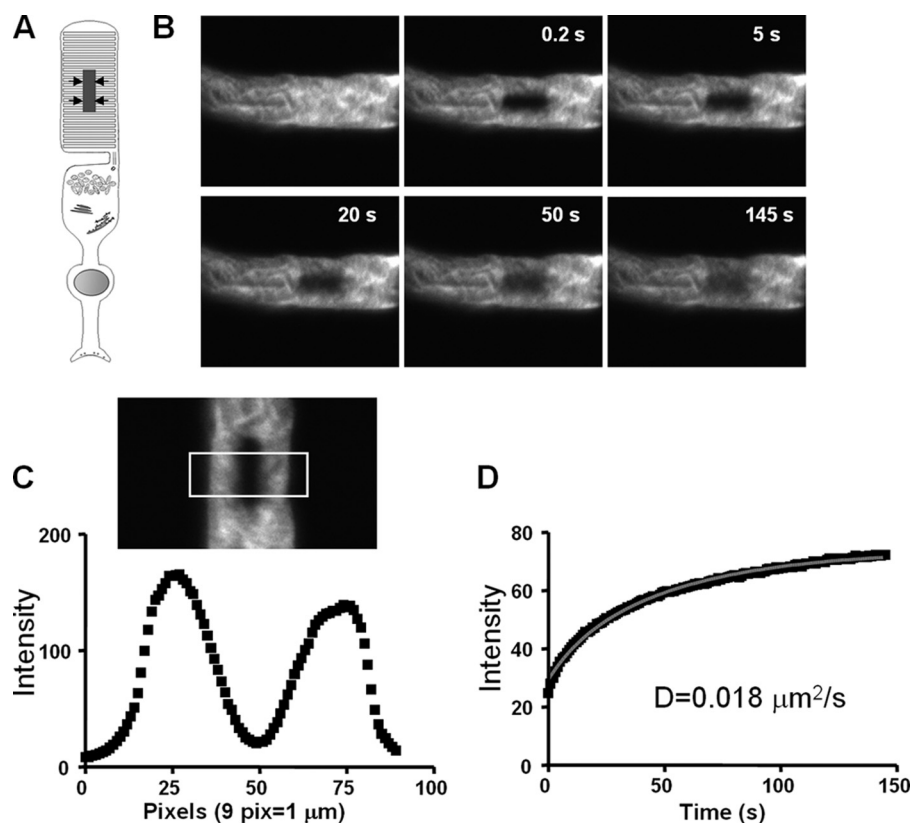 A
B
0.2 s
5 s
20 s
50 s
145 s
C
200
100
0
Intensity
0
25
50
75
100
Pixels (9 pix=1 μm)
D
80
60
40
20
0
Intensity
D=0.018 μm²/s
0
50
100
150
Time (s)